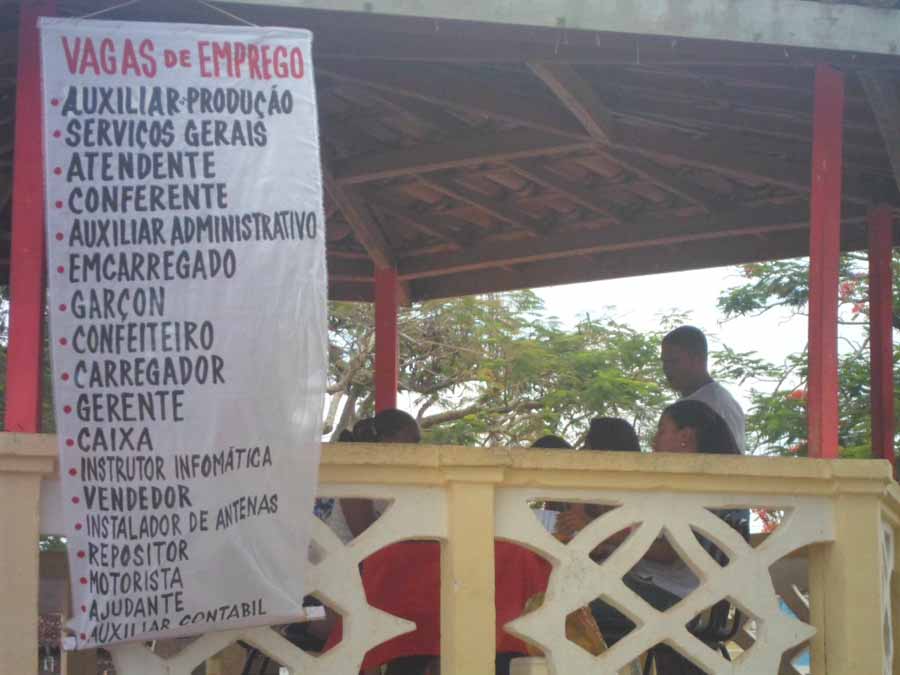 VAGAS DE EMPREGO
• AUXILIAR PRODUÇÃO
• SERVIÇOS GERAIS
• ATENDENTE
• CONFERENTE
• AUXILIAR ADMINISTRATIVO
• EMCARREGADO
• GARÇON
• CONFEITEIRO
• CARREGADOR
• GERENTE
• CAIXA
• INSTRUTOR INFOMÁTICA
• VENDEDOR
• INSTALADOR DE ANTENAS
• REPOSITOR
• MOTORISTA
• AJUDANTE
• AUXILIAR CONTABIL